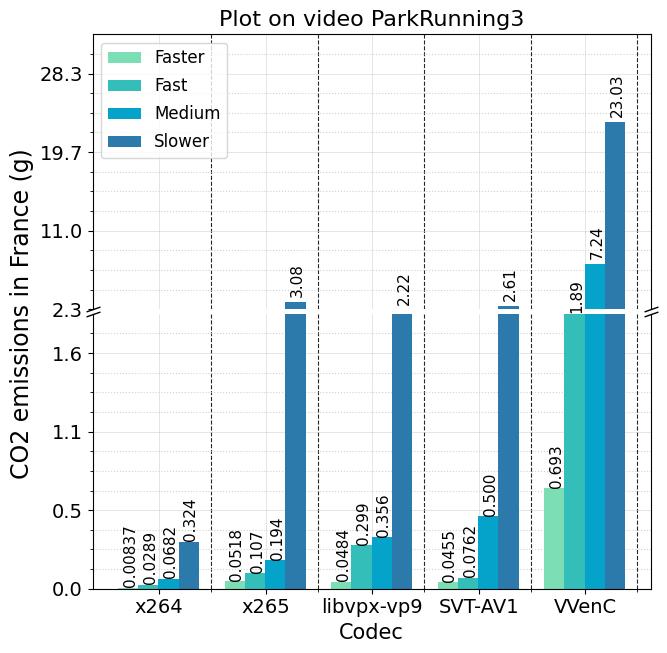 Plot on video ParkRunning3
Faster
Fast
Medium
Slower
CO2 emissions in France (g)
28.3
19.7
11.0
2.3
2.3
1.6
1.1
0.5
0.0
0.00837
0.0289
0.0682
0.324
0.0518
0.107
0.194
3.08
0.0484
0.299
0.356
2.22
0.0455
0.0762
0.500
2.61
0.693
1.89
7.24
23.03
x264
x265
libvpx-vp9
SVT-AV1
VVenC
Codec